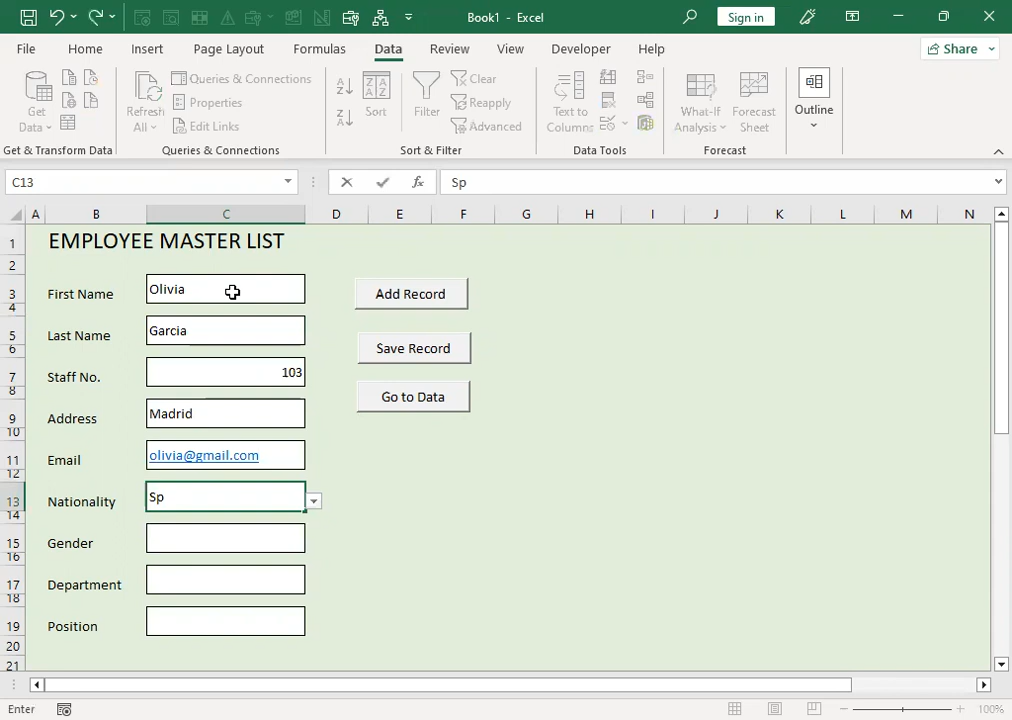 Book1 - Excel
Sign in
File Home Insert Page Layout Formulas Data Review View Developer Help Share
Get Data
Refresh All
Queries & Connections
Properties
Edit Links
Sort
Filter
Clear
Reapply
Advanced
Text to Columns
What-If Analysis
Forecast Sheet
Outline
Get & Transform Data
Queries & Connections
Sort & Filter
Data Tools
Forecast
C13
fx
Sp
A B C D E F G H I J K L M N
1 EMPLOYEE MASTER LIST
2
3 First Name Olivia Add Record
4
5 Last Name Garcia Save Record
6
7 Staff No. 103 Go to Data
8
9 Address Madrid
10
11 Email olivia@gmail.com
12
13 Nationality Sp
14
15 Gender
16
17 Department
18
19 Position
20
21
Enter
100%